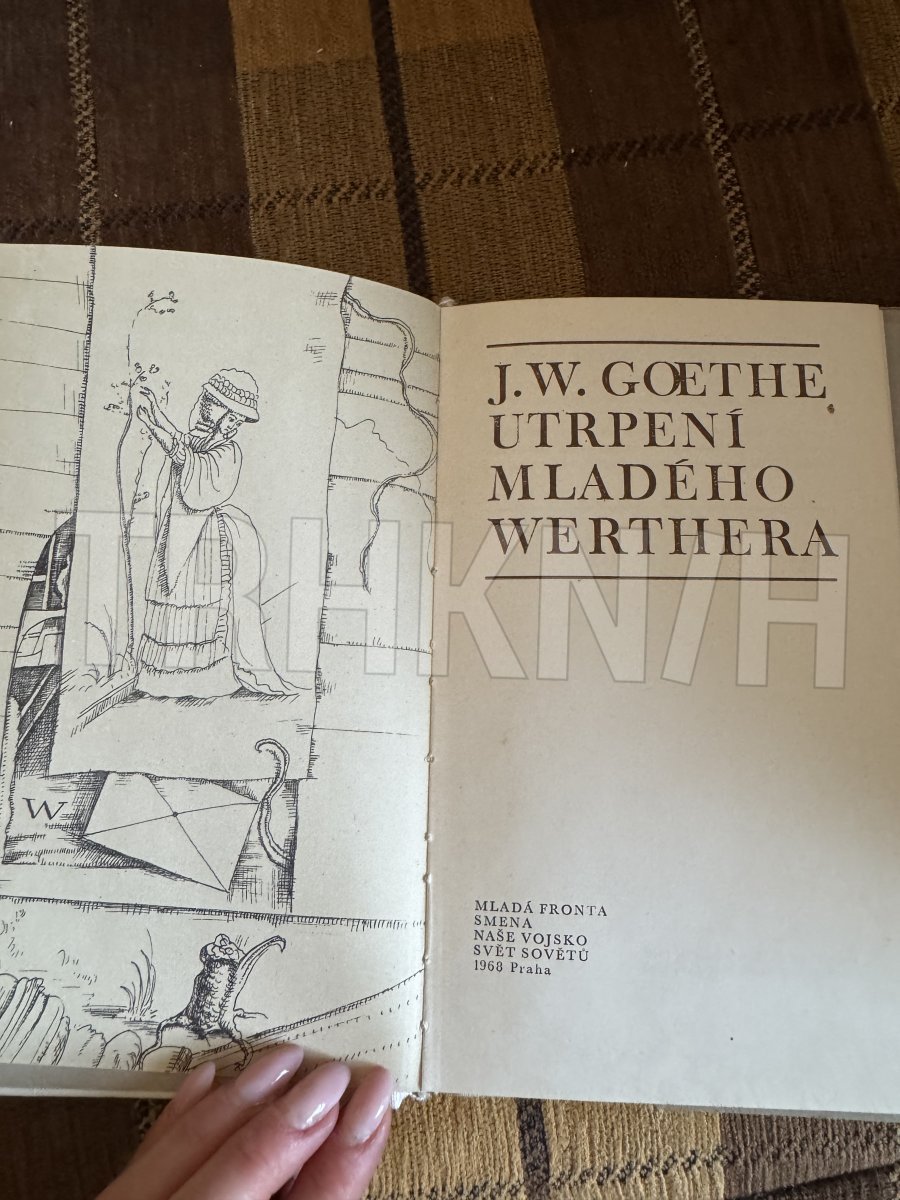 W
J. W. GOETHE
UTRPENÍ
MLADÉHO
WERTHERA
TRHKNIH
MLADÁ FRONTA
SMENA
NAŠE VOJSKO
SVĚT SOVĚTŮ
1968 Praha